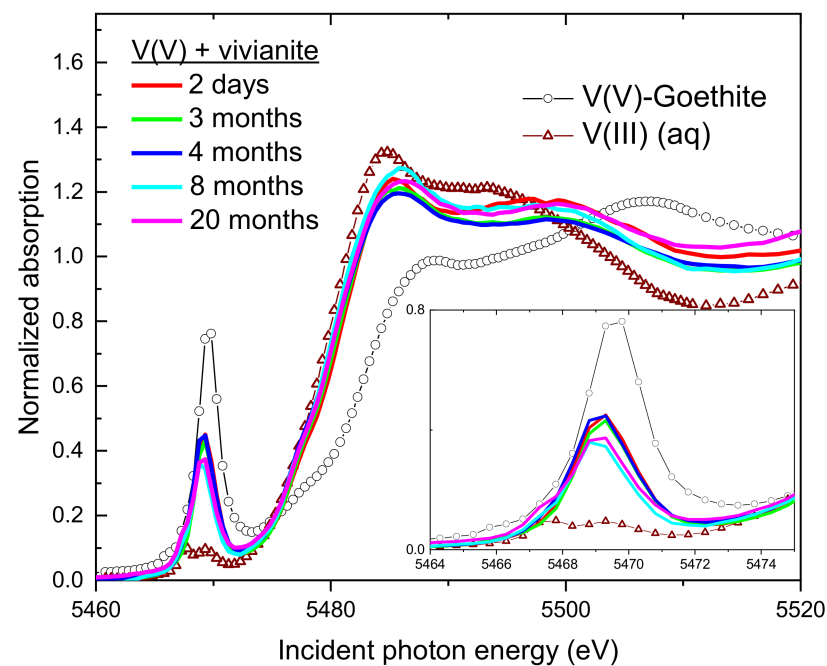 V(V) + vivianite
2 days
3 months
4 months
8 months
20 months
V(V)-Goethite
V(III) (aq)
1.6
1.4
1.2
1.0
0.8
0.6
0.4
0.2
0.0
Normalized absorption
0.8
0.0
5464 5466 5468 5470 5472 5474
5460 5480 5500 5520
Incident photon energy (eV)